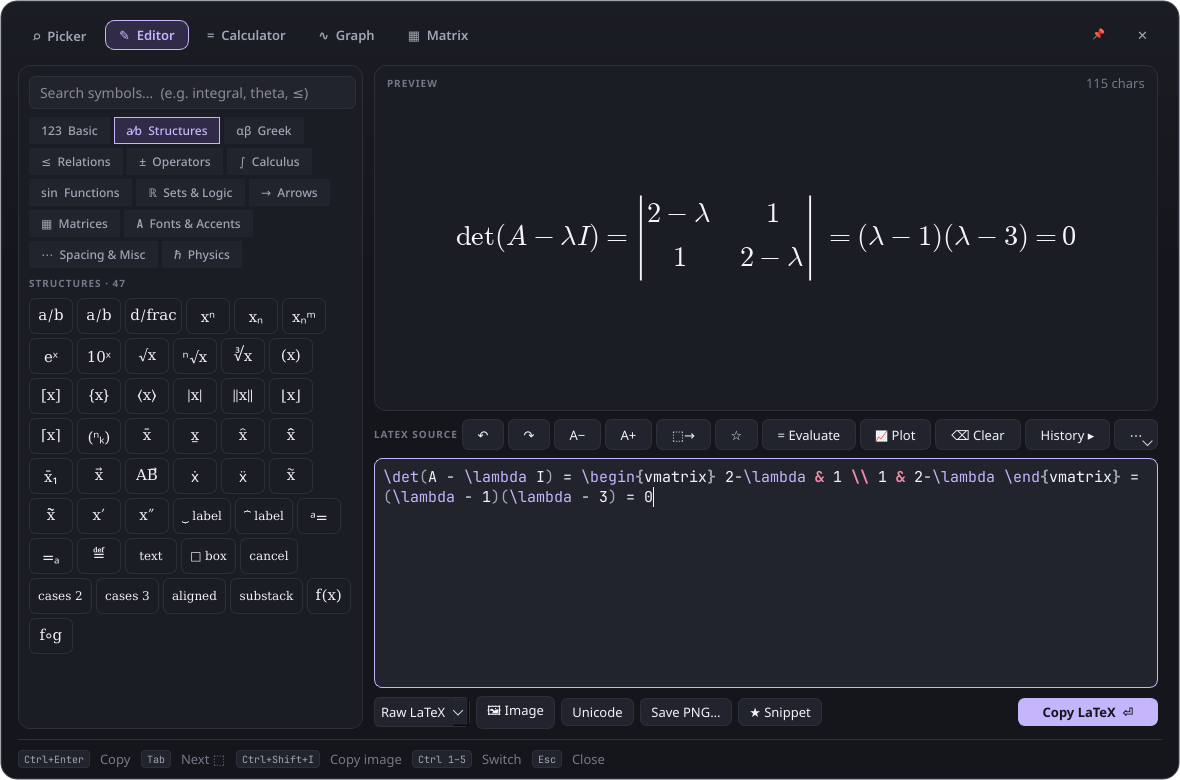 ⌕ Picker ✎ Editor = Calculator ∿ Graph ▦ Matrix 📌 ✕
Search symbols… (e.g. integral, theta, ≤)
123 Basic a⁄b Structures αβ Greek
≤ Relations ± Operators ∫ Calculus
sin Functions ℝ Sets & Logic → Arrows
▦ Matrices A Fonts & Accents
⋯ Spacing & Misc ℏ Physics
STRUCTURES · 47
a/b a/b d/frac xⁿ xₙ xₙᵐ
eˣ 10ˣ √x ⁿ√x ∛x (x)
[x] {x} ⟨x⟩ |x| ‖x‖ ⌊x⌋
⌈x⌉ (ⁿₖ) x̄ x̲ x̂ x̂
x̄₁ x⃗ AB⃗ ẋ ẍ x̃
x̃ x′ x″ ⏟ label ⏞ label ᵃ=
=ₐ ≝ text □ box cancel
cases 2 cases 3 aligned substack f(x)
f∘g
PREVIEW 115 chars
det(A − λI) = |2 − λ 1
1 2 − λ| = (λ − 1)(λ − 3) = 0
LATEX SOURCE ↶ ↷ A− A+ ⬚→ ☆ = Evaluate 📈 Plot ⌫ Clear History ▸ ⋯
\det(A - \lambda I) = \begin{vmatrix} 2-\lambda & 1 \\ 1 & 2-\lambda \end{vmatrix} =
(\lambda - 1)(\lambda - 3) = 0
Raw LaTeX 🖼 Image Unicode Save PNG… ★ Snippet Copy LaTeX ⏎
Ctrl+Enter Copy Tab Next ⬚ Ctrl+Shift+I Copy image Ctrl 1–5 Switch Esc Close